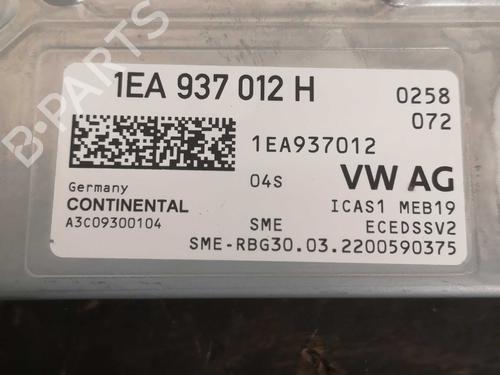 1EA 937 012 H
0258
072
1EA937012
04S
VW AG
Germany
CONTINENTAL
A3C09300104
ICAS1 MEB19
SME
ECEDSSV2
SME-RBG30.03.2200590375
B-PARTS